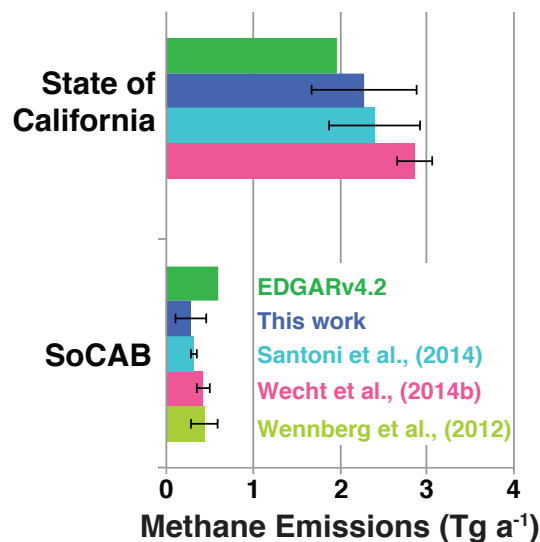 State of
California
EDGARv4.2
This work
SoCAB
Santoni et al., (2014)
Wecht et al., (2014b)
Wennberg et al., (2012)
0 1 2 3 4
Methane Emissions (Tg a⁻¹)